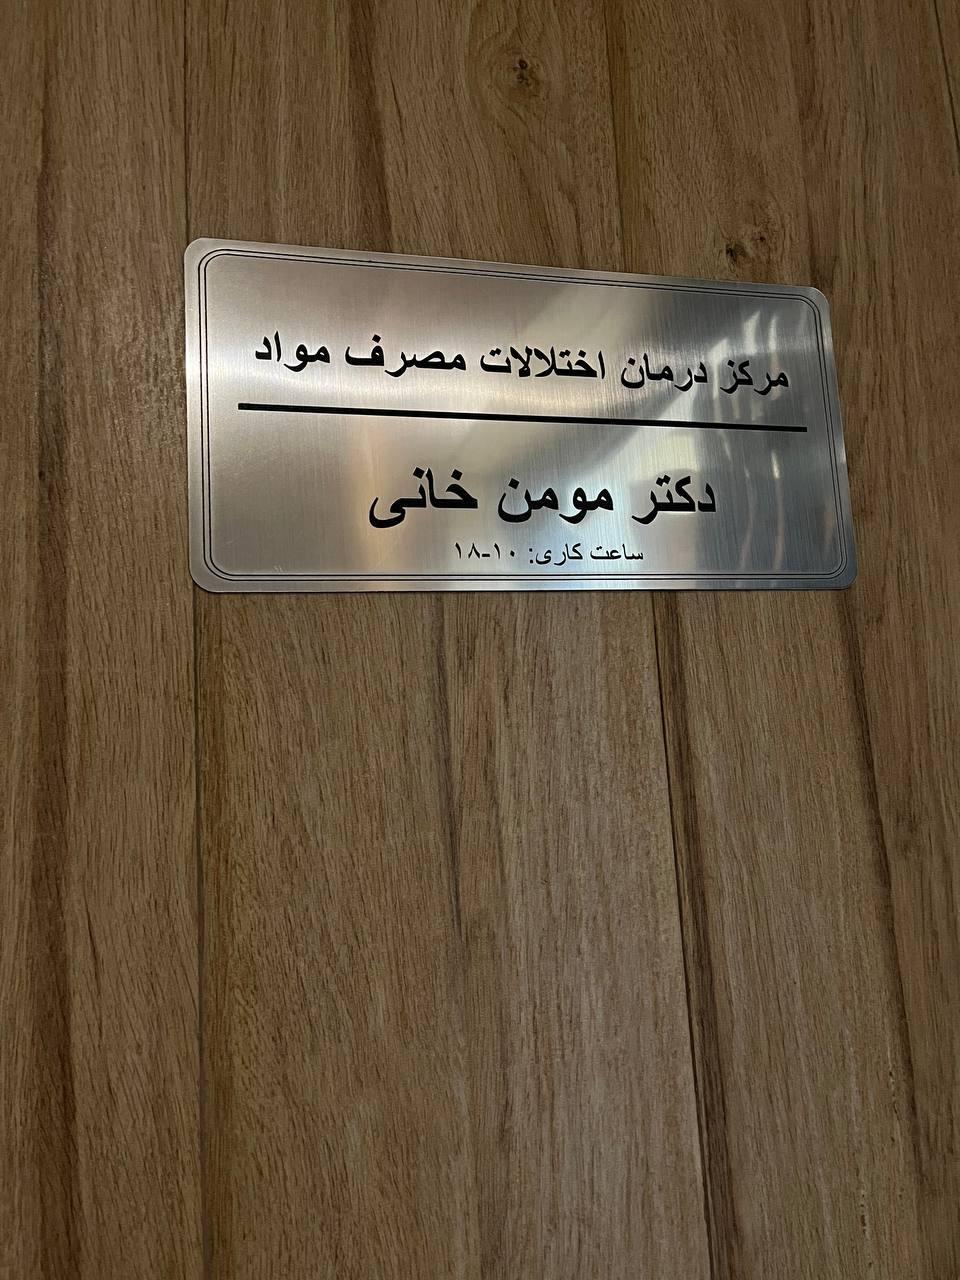 مرکز درمان اختلالات مصرف مواد
دکتر مومن خانی
ساعت کاری: ۱۰-۱۸